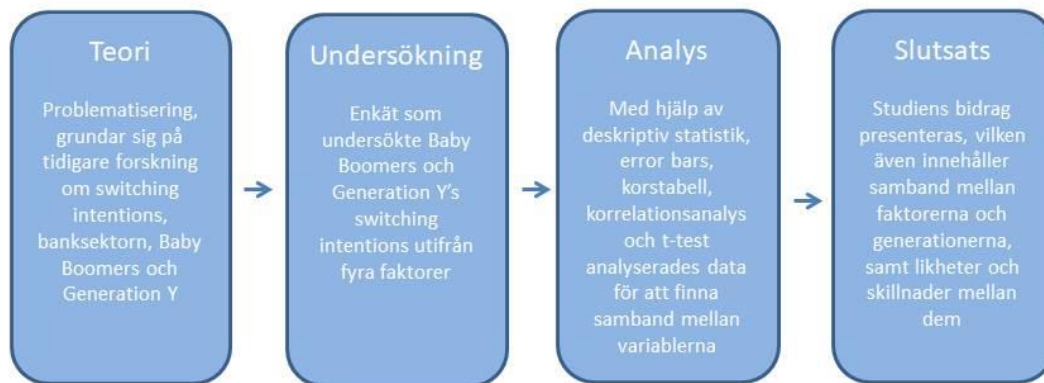 Teori
Problematisering,
grundar sig på
tidigare forskning
om switching
intentions,
banksektorn, Baby
Boomers och
Generation Y
Undersökning
Enkät som
undersökte Baby
Boomers och
Generation Y's
switching
intentions utifrån
fyra faktorer
Analys
Med hjälp av
deskriptiv statistik,
error bars,
korstabell,
korrelationsanalys
och t-test
analyserades data
för att finna
samband mellan
variablerna
Slutsats
Studiens bidrag
presenteras, vilken
även innehåller
samband mellan
faktorerna och
generationerna,
samt likheter och
skillnader mellan
dem